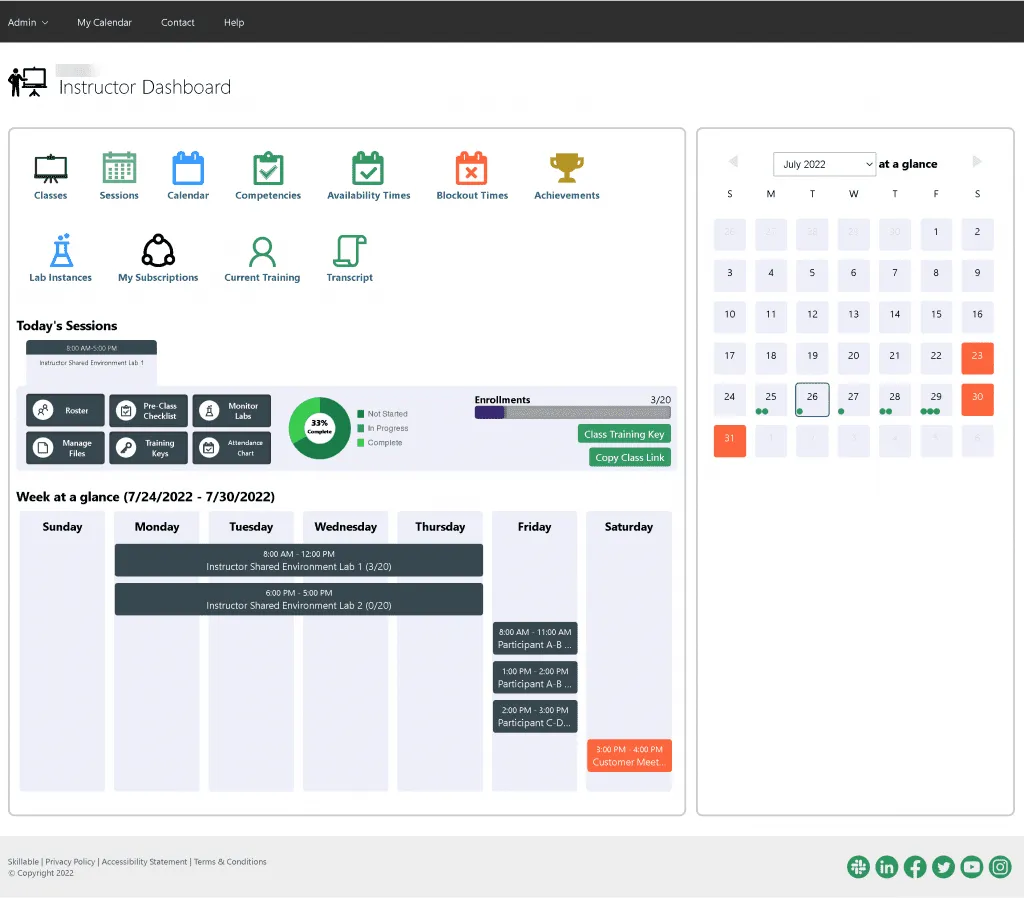 Admin My Calendar Contact Help
Instructor Dashboard
Classes Sessions Calendar Competencies Availability Times Blockout Times Achievements
Lab Instances My Subscriptions Current Training Transcript
Today's Sessions
8:00 AM-5:00 PM
Instructor Shared Environment Lab 1
Roster
Pre-Class
Checklist
Monitor
Labs
Manage
Files
Training
Keys
Attendance
Chart
33%
Complete
Not Started
In Progress
Complete
Enrollments 3/20
Class Training Key
Copy Class Link
Week at a glance (7/24/2022 - 7/30/2022)
Sunday Monday Tuesday Wednesday Thursday Friday Saturday
8:00 AM - 12:00 PM
Instructor Shared Environment Lab 1 (3/20)
6:00 PM - 5:00 PM
Instructor Shared Environment Lab 2 (0/20)
8:00 AM - 11:00 AM
Participant A-B ...
1:00 PM - 2:00 PM
Participant A-B ...
2:00 PM - 3:00 PM
Participant C-D...
3:00 PM - 4:00 PM
Customer Meet...
July 2022 at a glance
S M T W T F S
26 27 28 29 30 1 2
3 4 5 6 7 8 9
10 11 12 13 14 15 16
17 18 19 20 21 22 23
24 25 26 27 28 29 30
31 1 2 3 4 5 6
Skillable | Privacy Policy | Accessibility Statement | Terms & Conditions
© Copyright 2022